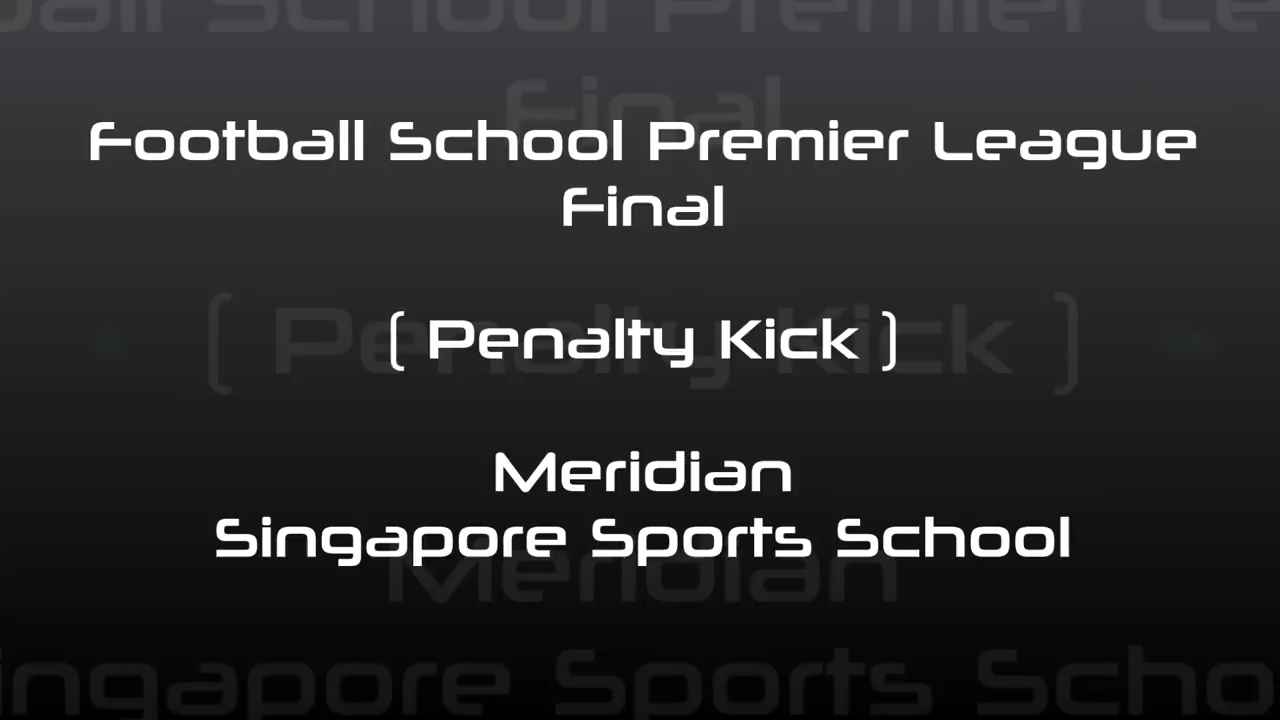 Football School Premier League
Final
( Penalty Kick )
Meridian
Singapore Sports School